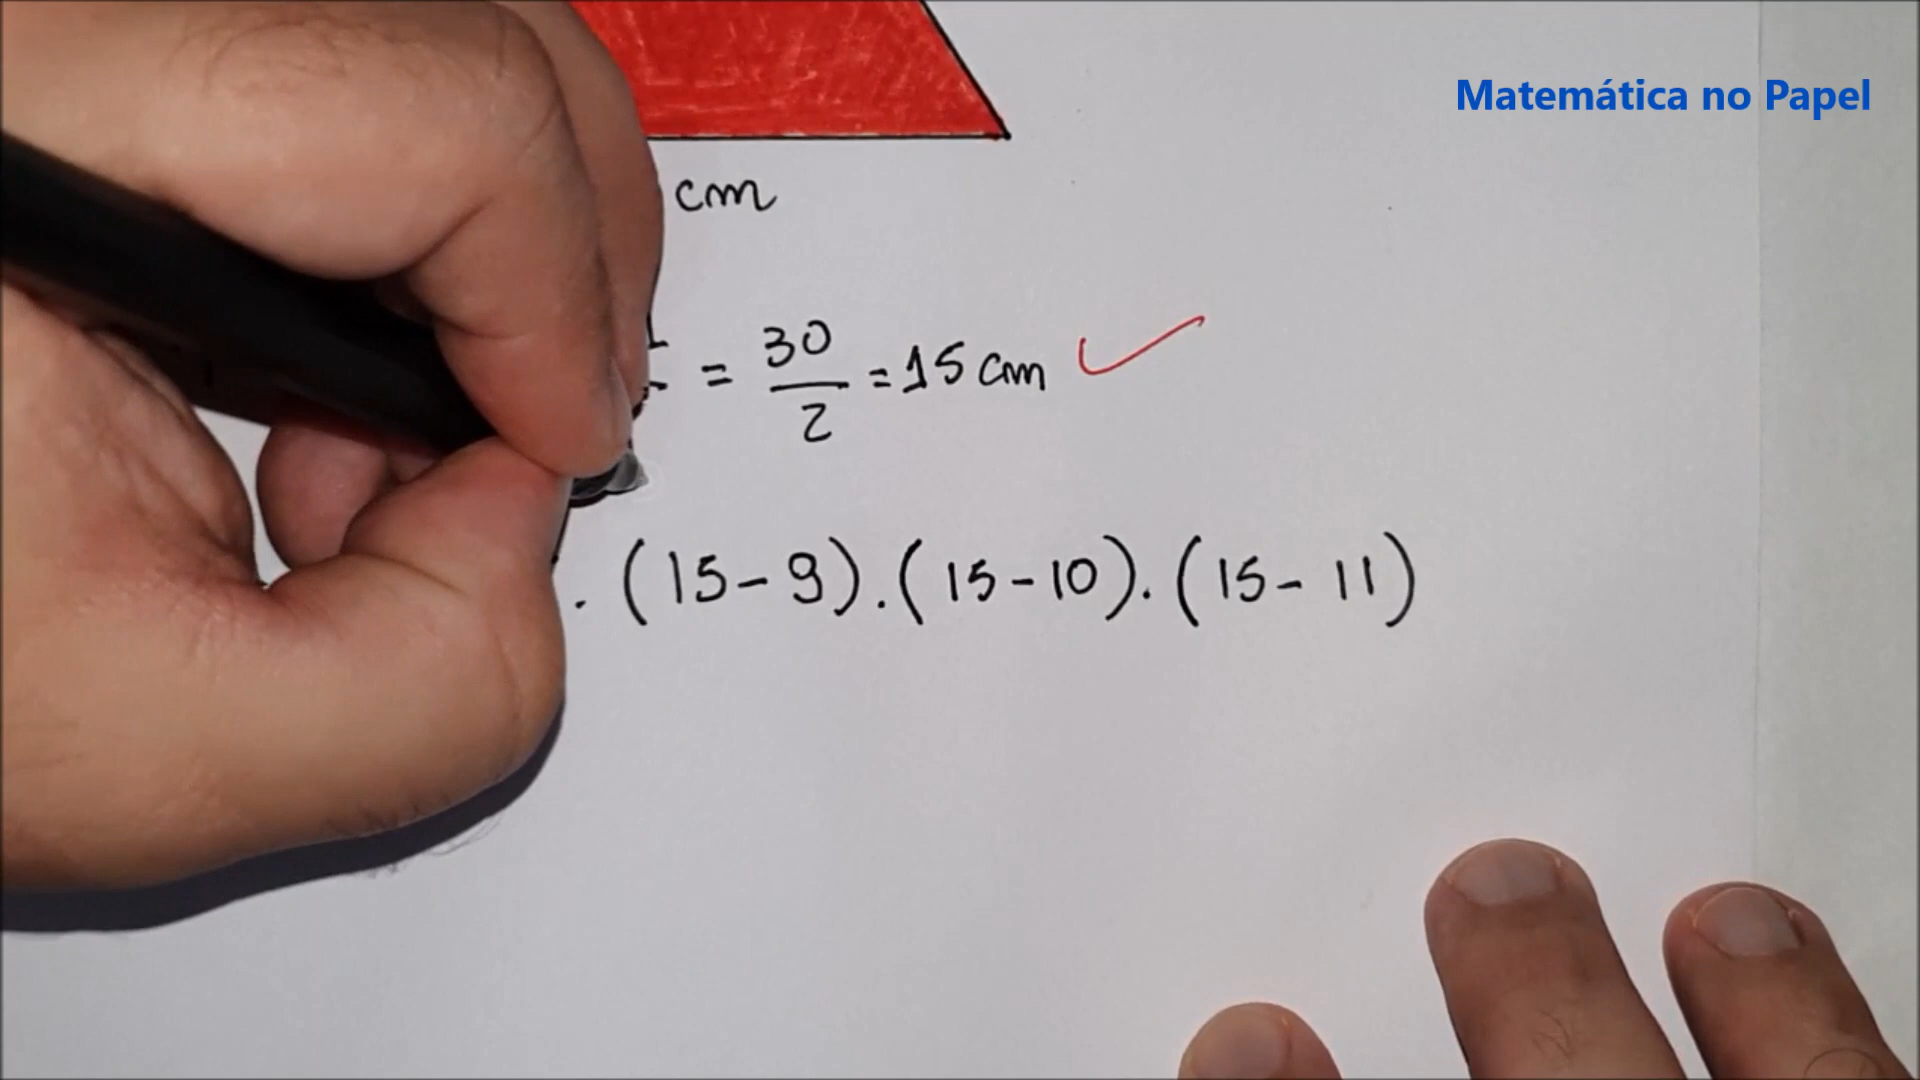 Matemática no Papel
cm
= 30/2 = 15 cm
. (15 - 9) . (15 - 10) . (15 - 11)